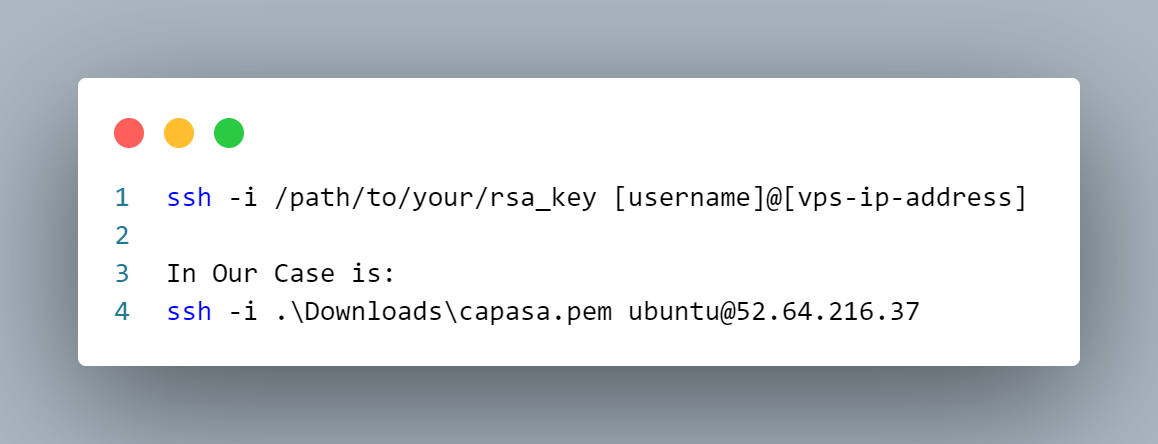 1 ssh -i /path/to/your/rsa_key [username]@[vps-ip-address]
2
3 In Our Case is:
4 ssh -i .\Downloads\capasa.pem ubuntu@52.64.216.37